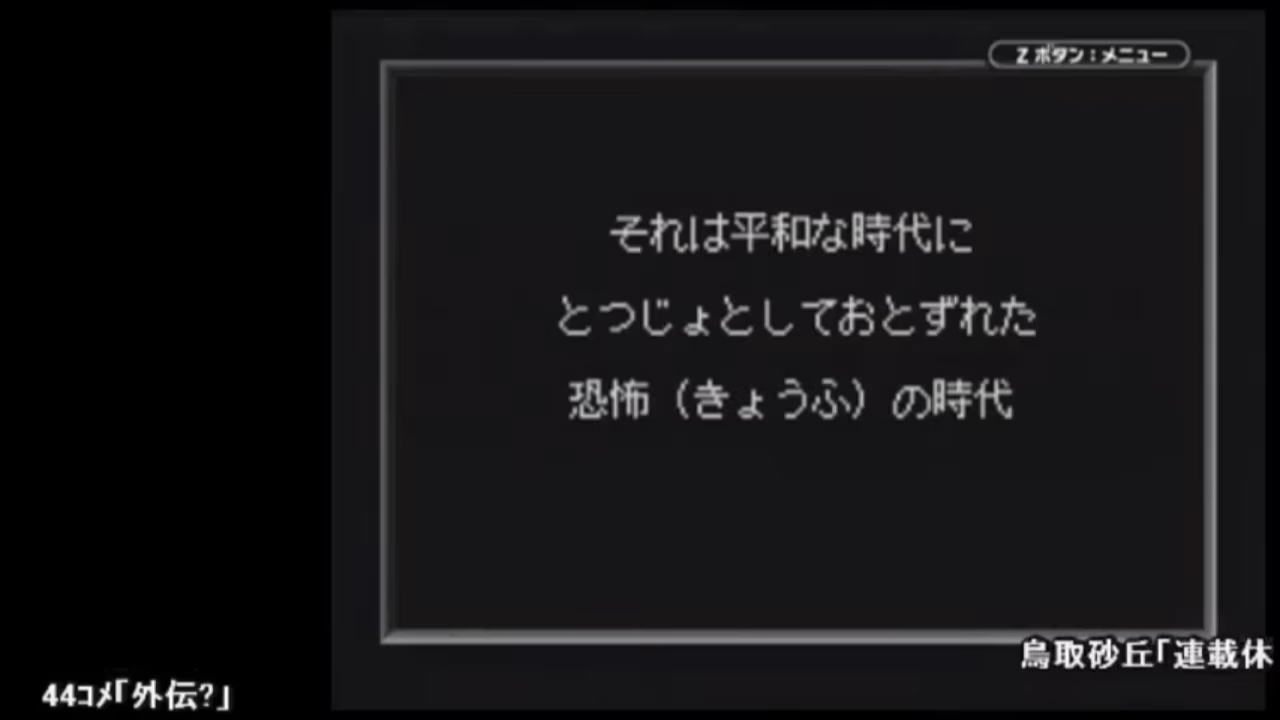 Z ボタン：メニュー
それは平和な時代に
とつじょとしておとずれた
恐怖（きょうふ）の時代
鳥取砂丘「連載休
44コメ「外伝?」